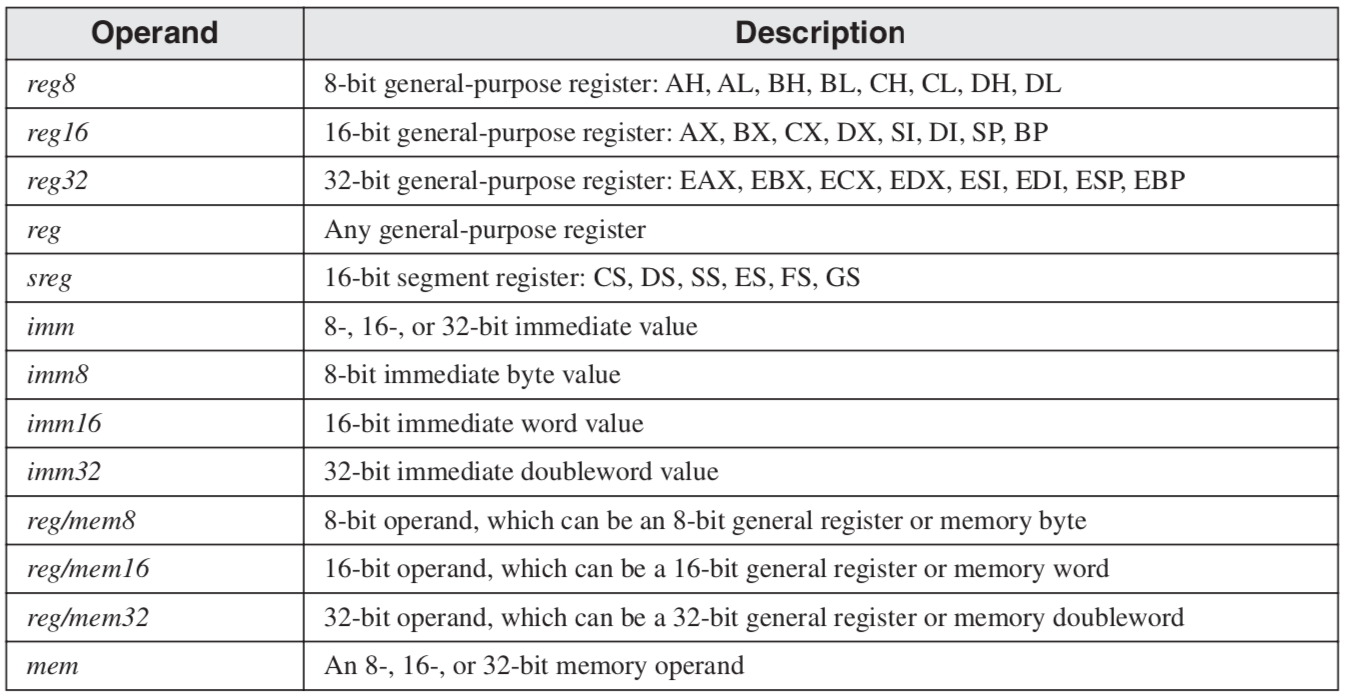 Operand Description
reg8 8-bit general-purpose register: AH, AL, BH, BL, CH, CL, DH, DL
reg16 16-bit general-purpose register: AX, BX, CX, DX, SI, DI, SP, BP
reg32 32-bit general-purpose register: EAX, EBX, ECX, EDX, ESI, EDI, ESP, EBP
reg Any general-purpose register
sreg 16-bit segment register: CS, DS, SS, ES, FS, GS
imm 8-, 16-, or 32-bit immediate value
imm8 8-bit immediate byte value
imm16 16-bit immediate word value
imm32 32-bit immediate doubleword value
reg/mem8 8-bit operand, which can be an 8-bit general register or memory byte
reg/mem16 16-bit operand, which can be a 16-bit general register or memory word
reg/mem32 32-bit operand, which can be a 32-bit general register or memory doubleword
mem An 8-, 16-, or 32-bit memory operand